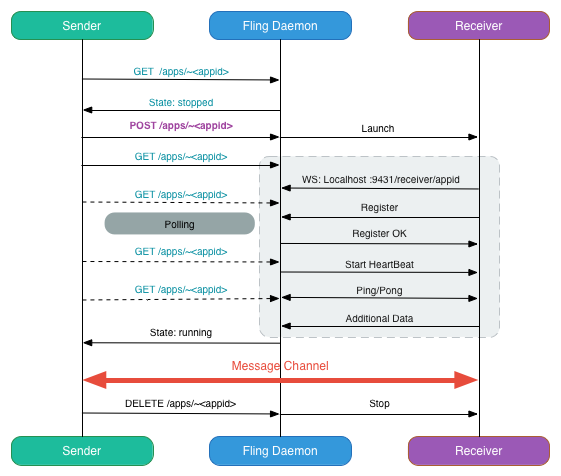 Sender
Fling Daemon
Receiver
GET /apps/~<appid>
State: stopped
POST /apps/~<appid>
Launch
GET /apps/~<appid>
WS: Localhost :9431/receiver/appid
GET /apps/~<appid>
Register
Polling
Register OK
GET /apps/~<appid>
Start HeartBeat
GET /apps/~<appid>
Ping/Pong
Additional Data
State: running
Message Channel
DELETE /apps/~<appid>
Stop
Sender
Fling Daemon
Receiver